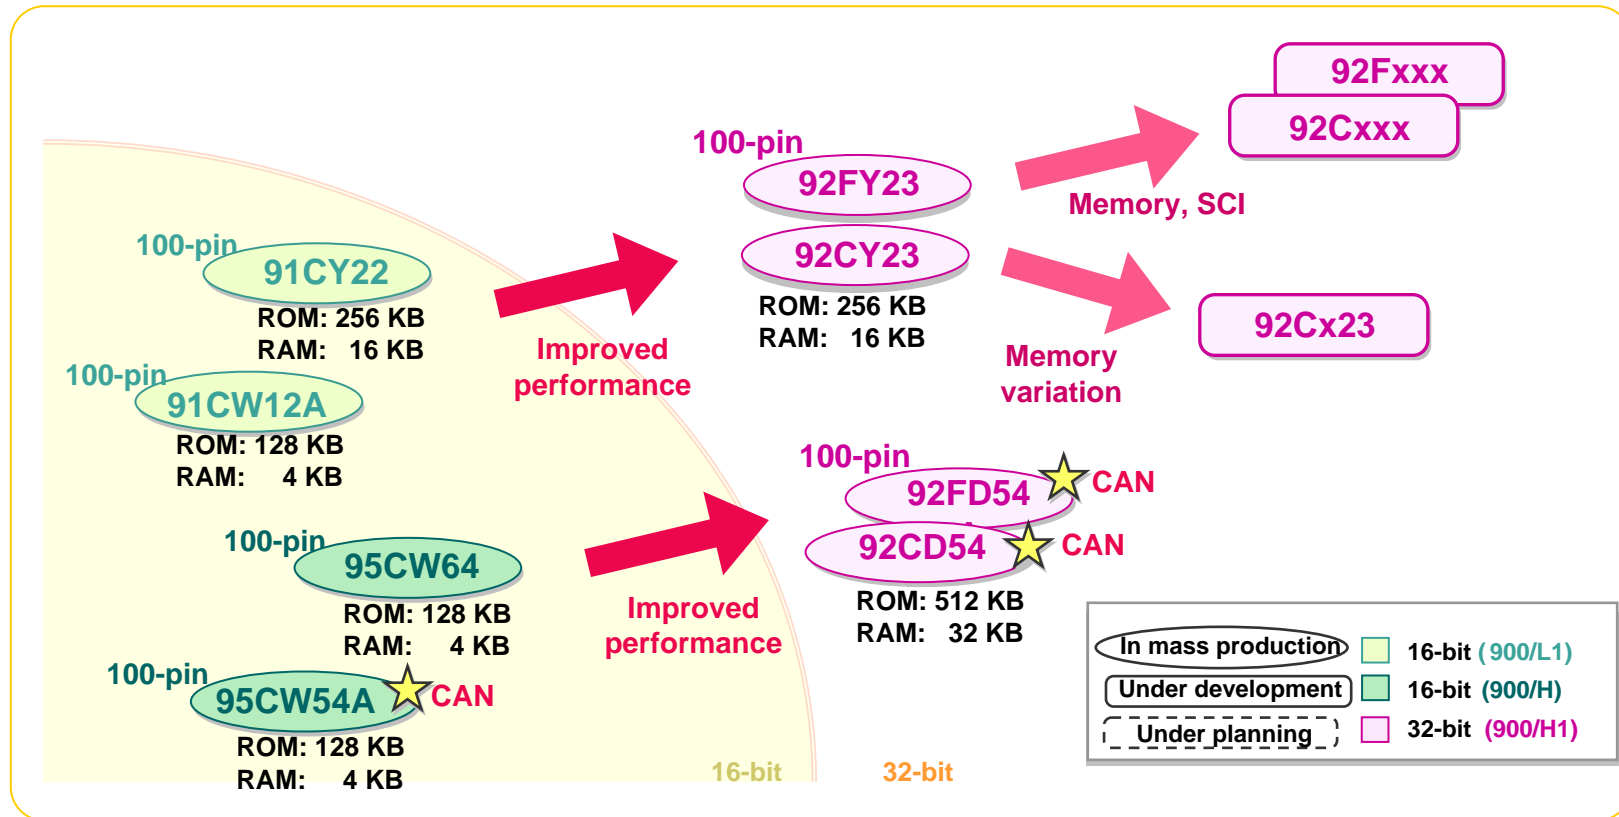 92Fxxx
92Cxxx
100-pin
92FY23
Memory, SCI
92CY23
ROM: 256 KB
RAM: 16 KB
92Cx23
Memory
variation
100-pin
91CY22
ROM: 256 KB
RAM: 16 KB
Improved
performance
100-pin
91CW12A
ROM: 128 KB
RAM: 4 KB
100-pin
92FD54
CAN
92CD54
CAN
ROM: 512 KB
RAM: 32 KB
100-pin
95CW64
ROM: 128 KB
RAM: 4 KB
Improved
performance
100-pin
95CW54A
CAN
ROM: 128 KB
RAM: 4 KB
16-bit
32-bit
In mass production
16-bit (900/L1)
Under development
16-bit (900/H)
Under planning
32-bit (900/H1)